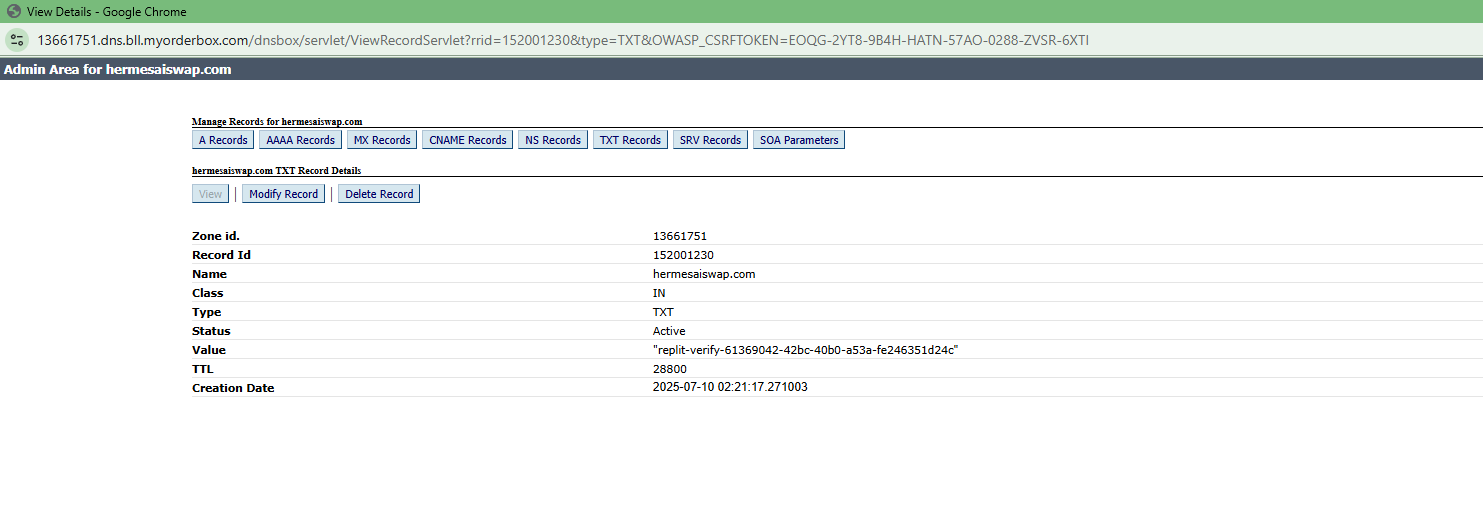 View Details - Google Chrome
13661751.dns.bll.myorderbox.com/dnsbox/servlet/ViewRecordServlet?rrid=152001230&type=TXT&OWASP_CSRFTOKEN=EOQG-2YT8-9B4H-HATN-57AO-0288-ZVSR-6XTI
Admin Area for hermesaiswap.com
Manage Records for hermesaiswap.com
A Records AAAA Records MX Records CNAME Records NS Records TXT Records SRV Records SOA Parameters
hermesaiswap.com TXT Record Details
View | Modify Record | Delete Record
Zone id. 13661751
Record Id 152001230
Name hermesaiswap.com
Class IN
Type TXT
Status Active
Value "replit-verify-61369042-42bc-40b0-a53a-fe246351d24c"
TTL 28800
Creation Date 2025-07-10 02:21:17.271003